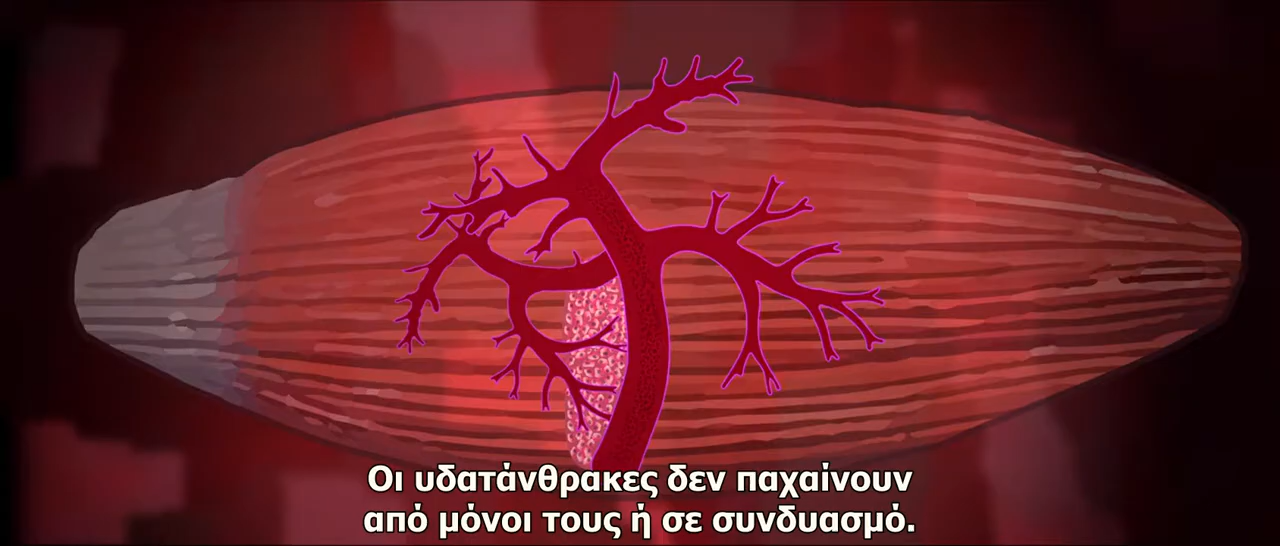 Οι υδατάνθρακες δεν παχαίνουν
από μόνοι τους ή σε συνδυασμό.